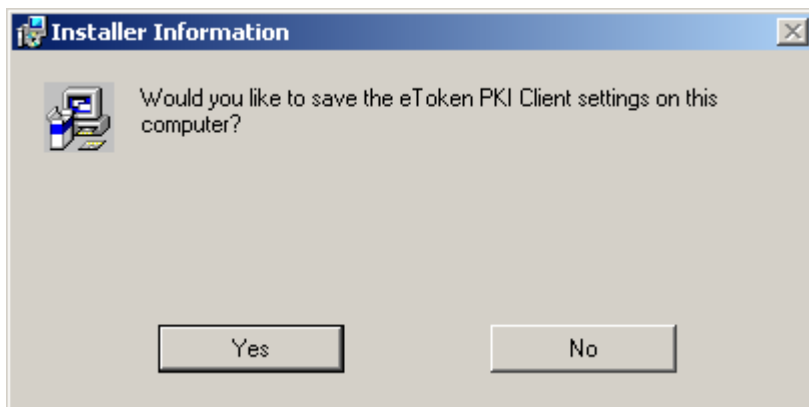 Installer Information
Would you like to save the eToken PKI Client settings on this
computer?
Yes
No